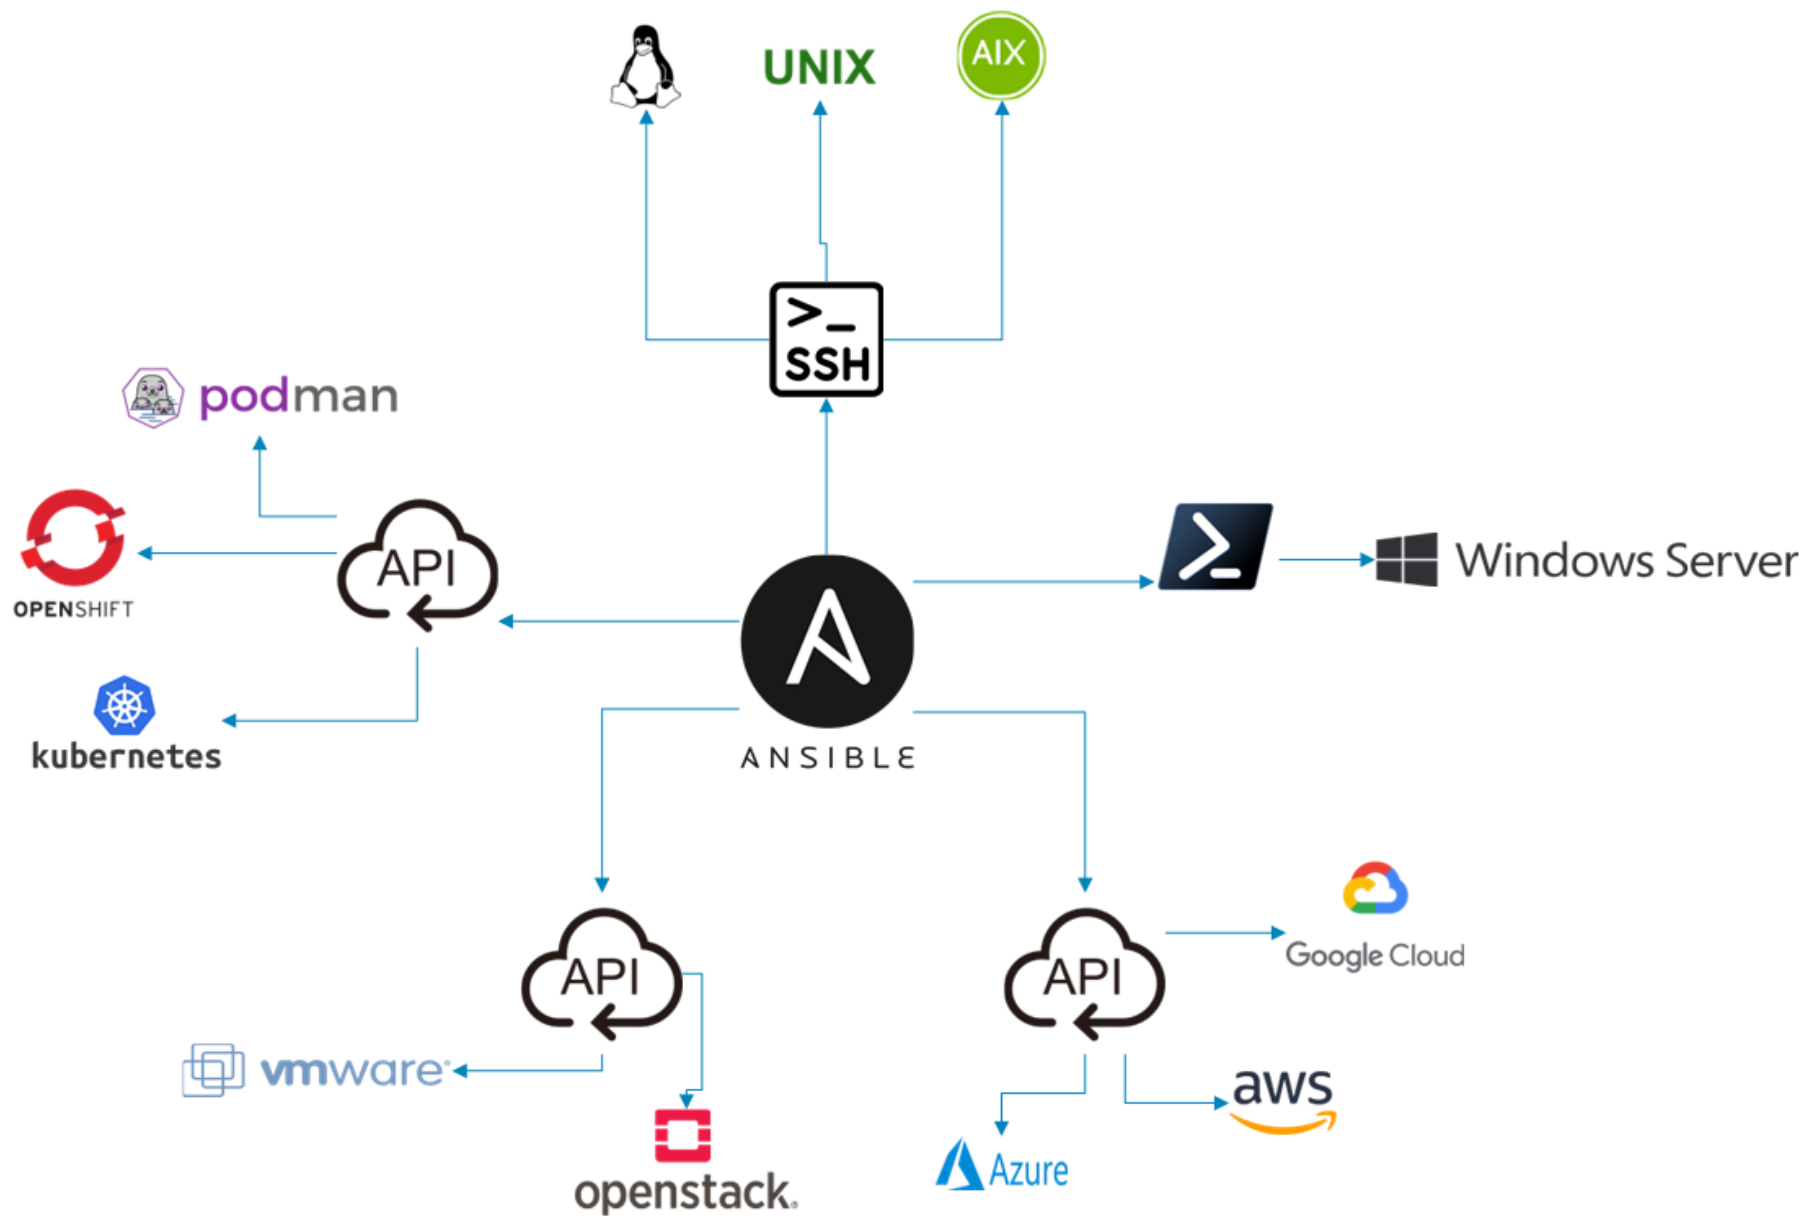 UNIX
AIX
>_
SSH
podman
OPENSHIFT
API
kubernetes
Windows Server
ANSIBLE
API
vmware®
openstack®
API
Google Cloud
aws
Azure